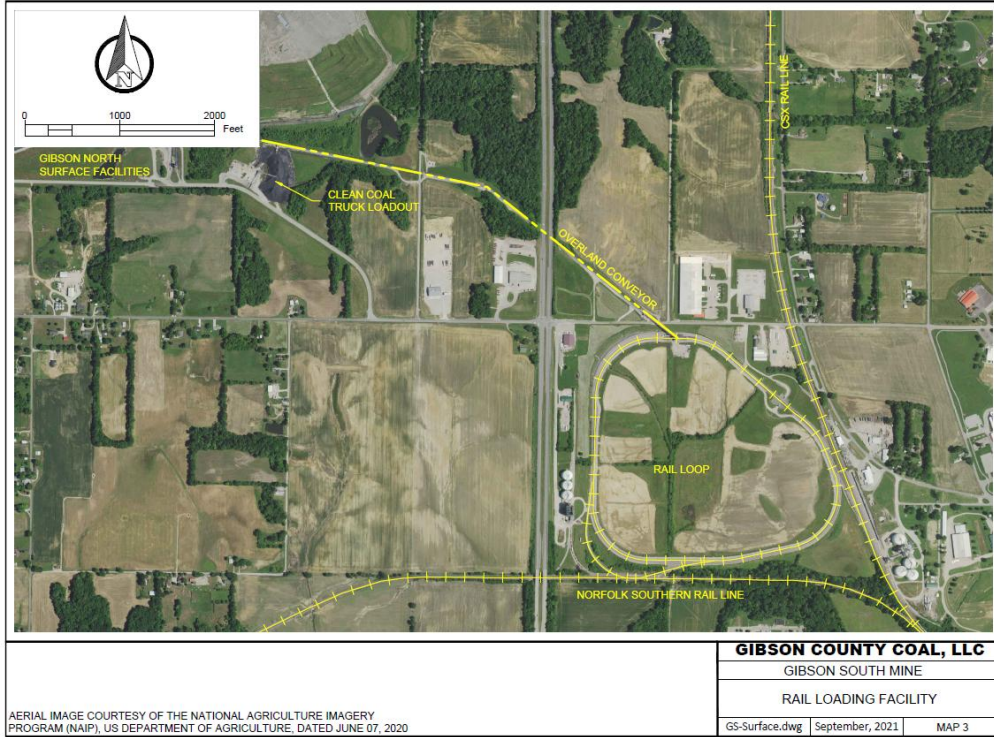 N
0 1000 2000
Feet
GIBSON NORTH
SURFACE FACILITIES
CLEAN COAL
TRUCK LOADOUT
OVERLAND CONVEYOR
CSX RAIL LINE
RAIL LOOP
NORFOLK SOUTHERN RAIL LINE
AERIAL IMAGE COURTESY OF THE NATIONAL AGRICULTURE IMAGERY
PROGRAM (NAIP), US DEPARTMENT OF AGRICULTURE, DATED JUNE 07, 2020
GIBSON COUNTY COAL, LLC
GIBSON SOUTH MINE
RAIL LOADING FACILITY
GS-Surface.dwg September, 2021 MAP 3